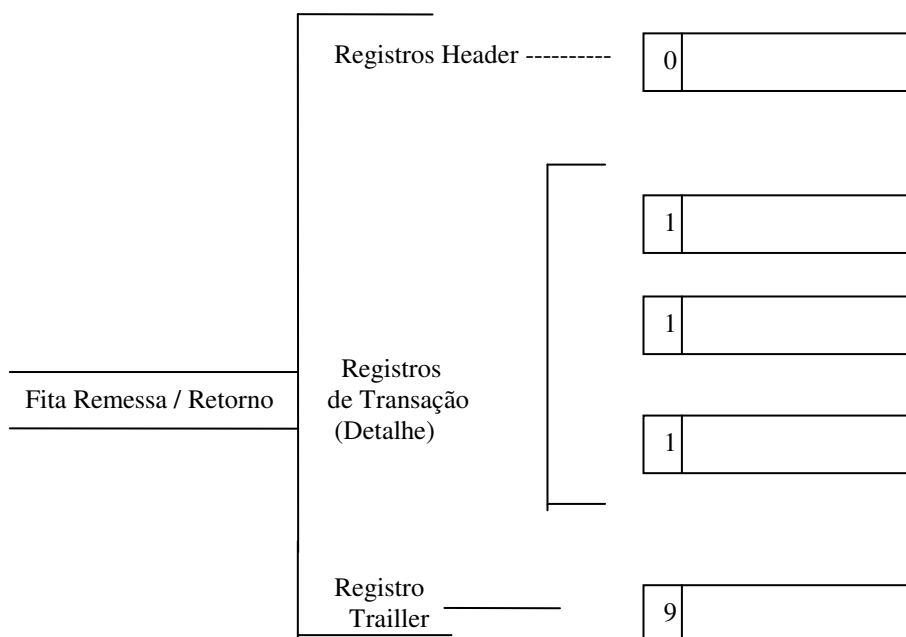 Registros Header ----------
0
1
1
Registros
de Transação
(Detalhe)
Fita Remessa / Retorno
1
Registro
Trailler
9